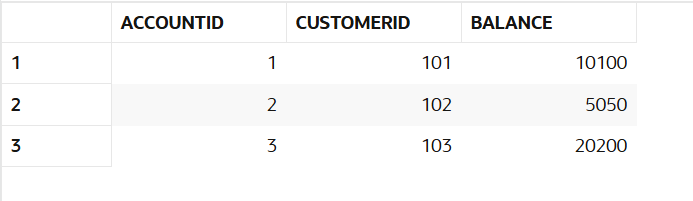 ACCOUNTID CUSTOMERID BALANCE
1 1 101 10100
2 2 102 5050
3 3 103 20200